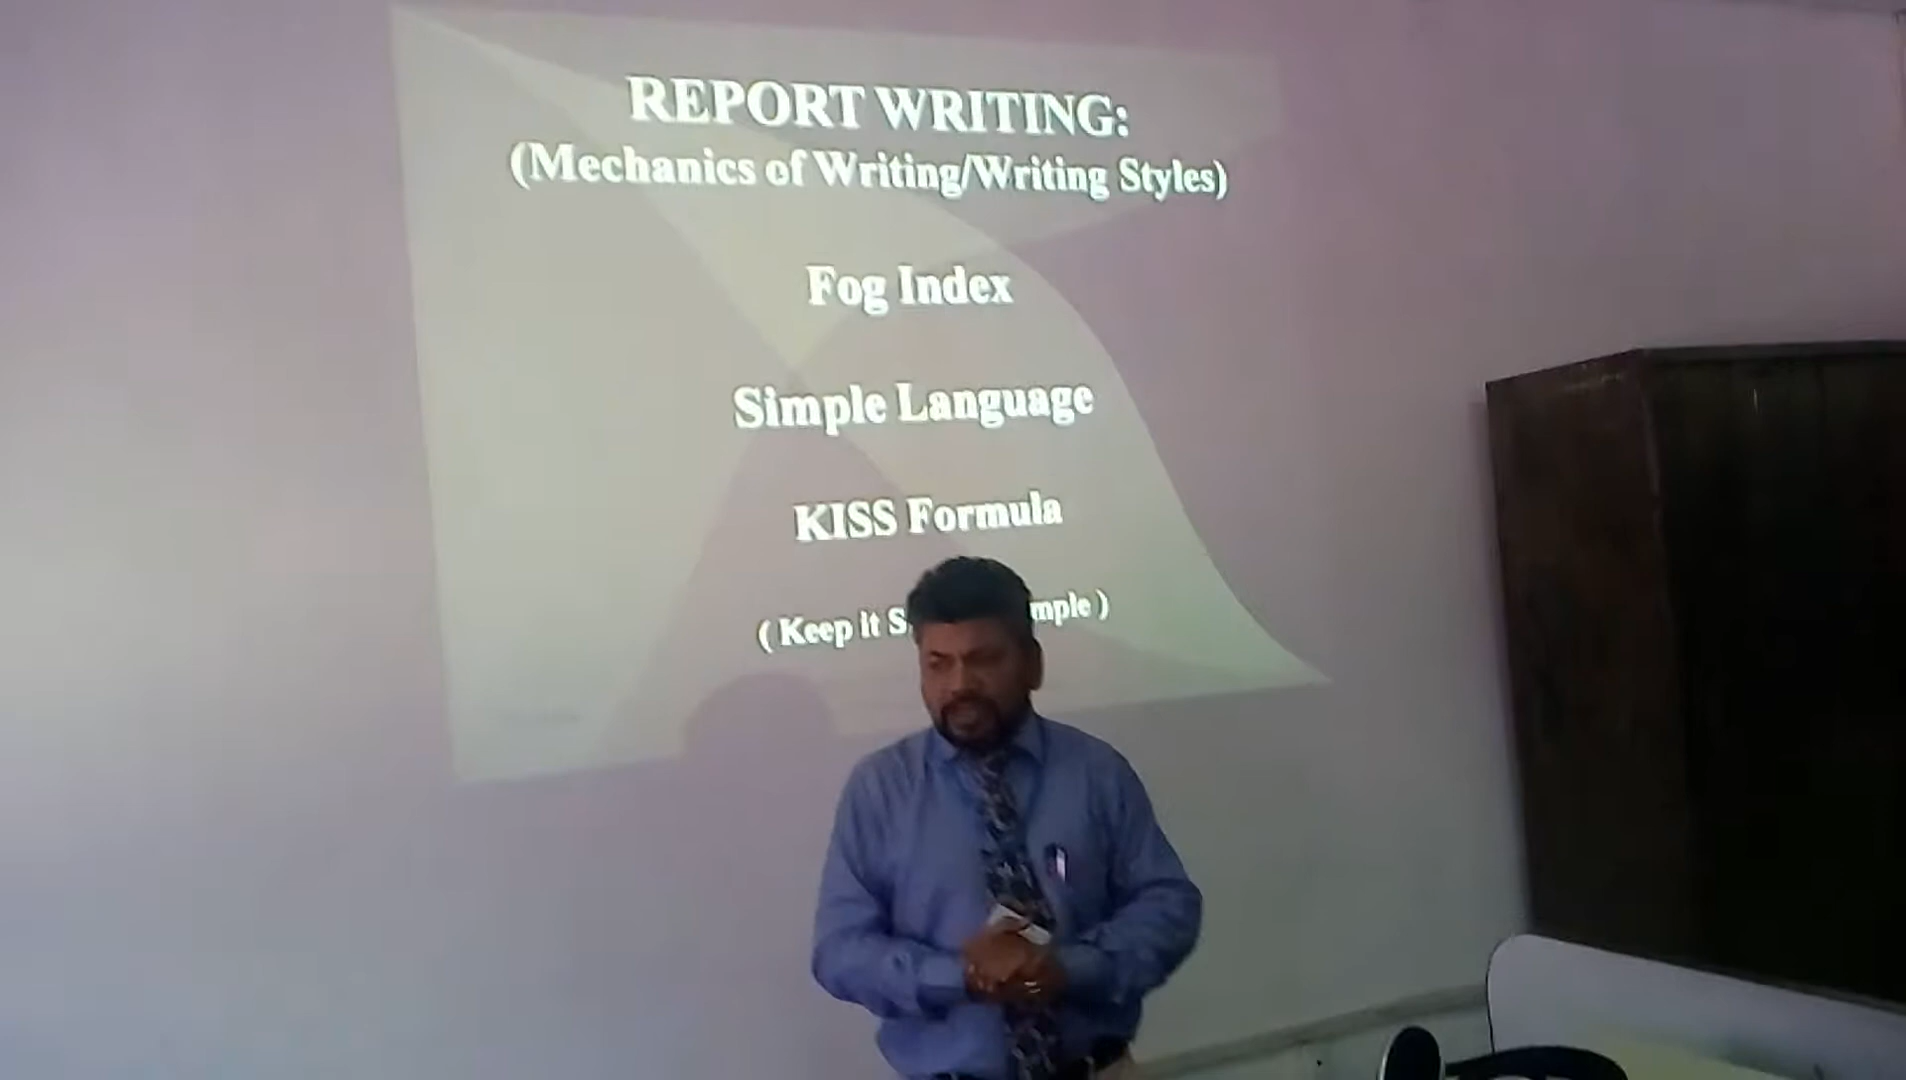 REPORT WRITING:
(Mechanics of Writing/Writing Styles)
Fog Index
Simple Language
KISS Formula
( Keep it )